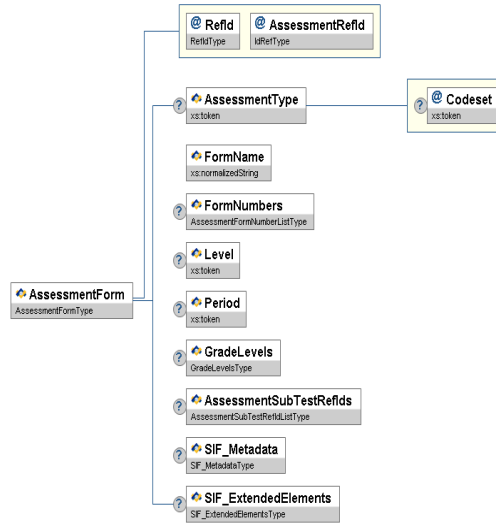 @ RefId
RefIdType
@ AssessmentRefId
IdRefType
? AssessmentType
xs:token
? @ Codeset
xs:token
FormName
xs:normalizedString
? FormNumbers
AssessmentFormNumberListType
? Level
xs:token
AssessmentForm
AssessmentFormType
? Period
xs:token
? GradeLevels
GradeLevelsType
? AssessmentSubTestRefIds
AssessmentSubTestRefIdListType
? SIF_Metadata
SIF_MetadataType
? SIF_ExtendedElements
SIF_ExtendedElementsType